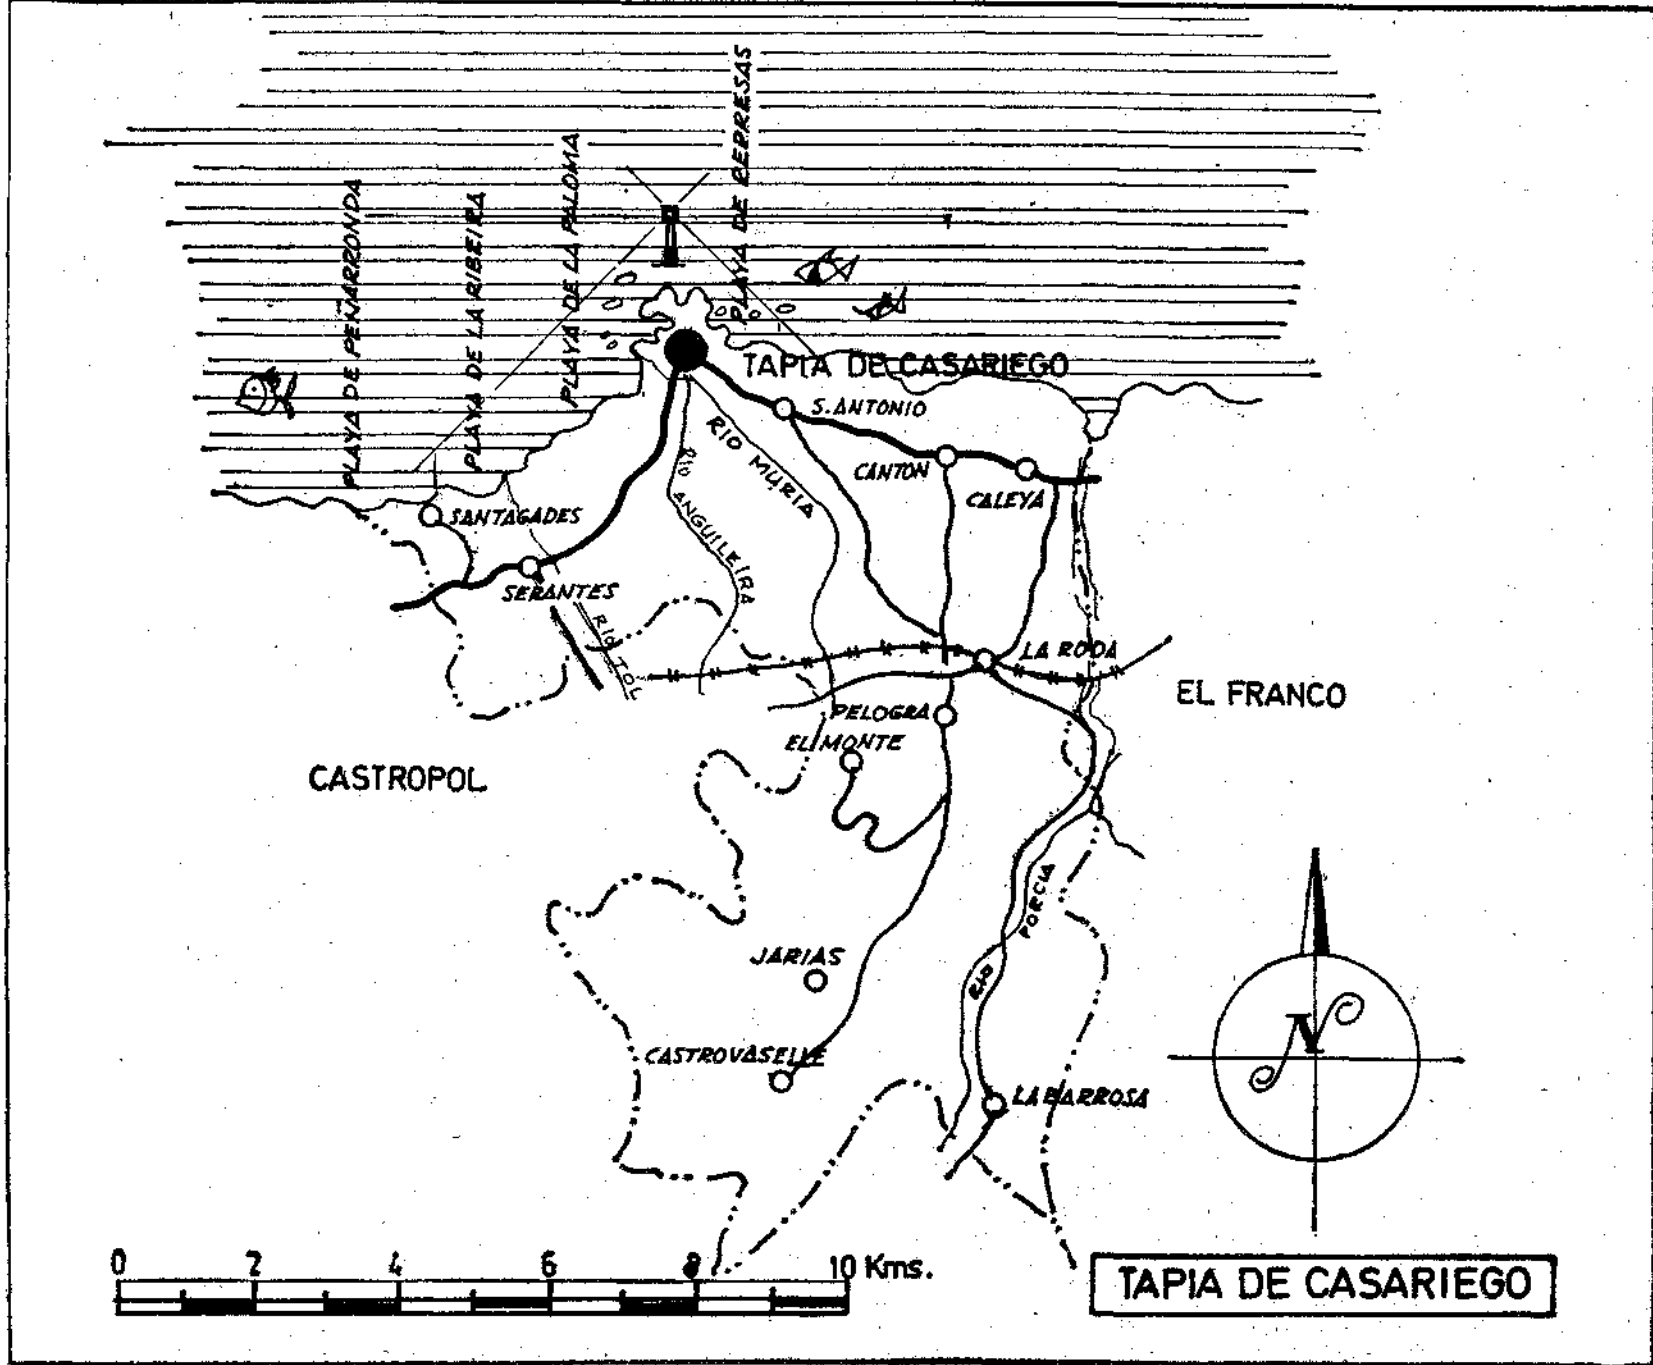 PLAYA DE PEÑARRONDA
PLAYA DE LA RIBEIRA
PLAYA DE LA PALOMA
PLAYA DE REPRESAS
TAPIA DE CASARIEGO
S. ANTONIO
RIO MURIA
CANTON
CALEYA
RIO ANGUILEIRA
SANTAGADES
SERANTES
RIO TOL
LA RODA
EL FRANCO
PELOGRA
EL MONTE
CASTROPOL
RIO PORCIA
JARIAS
CASTROVASELLE
LA BARROSA
N
0 2 4 6 8 10 Kms.
TAPIA DE CASARIEGO